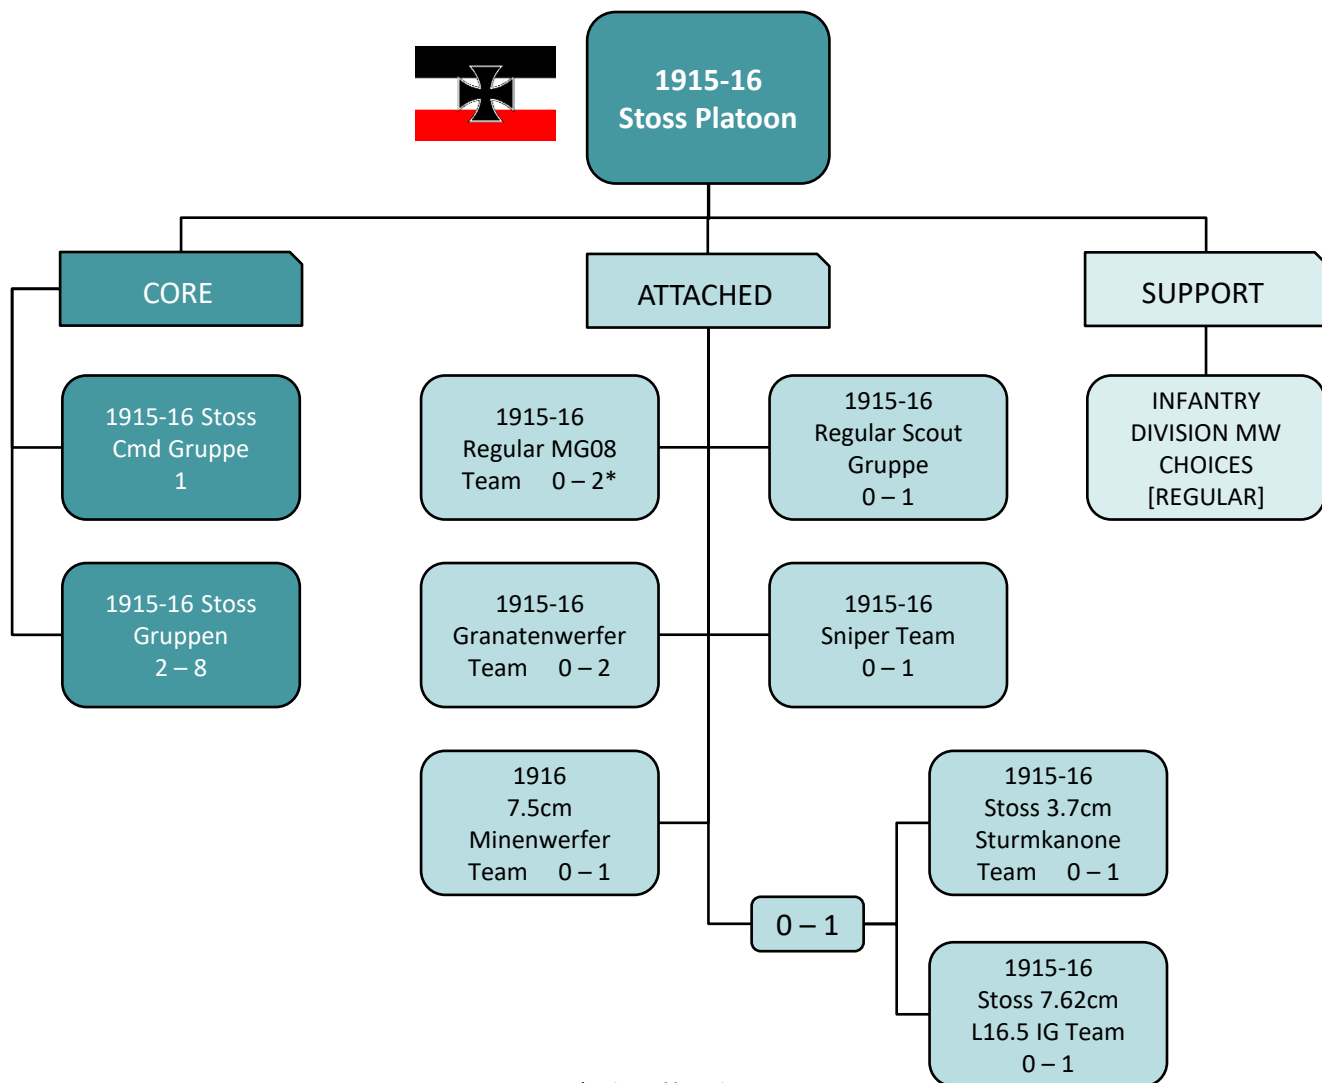 1915-16
Stoss Platoon
CORE
ATTACHED
SUPPORT
1915-16 Stoss
Cmd Gruppe
1
1915-16
Regular MG08
Team 0 – 2*
1915-16
Regular Scout
Gruppe
0 – 1
INFANTRY
DIVISION MW
CHOICES
[REGULAR]
1915-16 Stoss
Gruppen
2 – 8
1915-16
Granatenwerfer
Team 0 – 2
1915-16
Sniper Team
0 – 1
1916
7.5cm
Minenwerfer
Team 0 – 1
1915-16
Stoss 3.7cm
Sturmkanone
Team 0 – 1
0 – 1
1915-16
Stoss 7.62cm
L16.5 IG Team
0 – 1